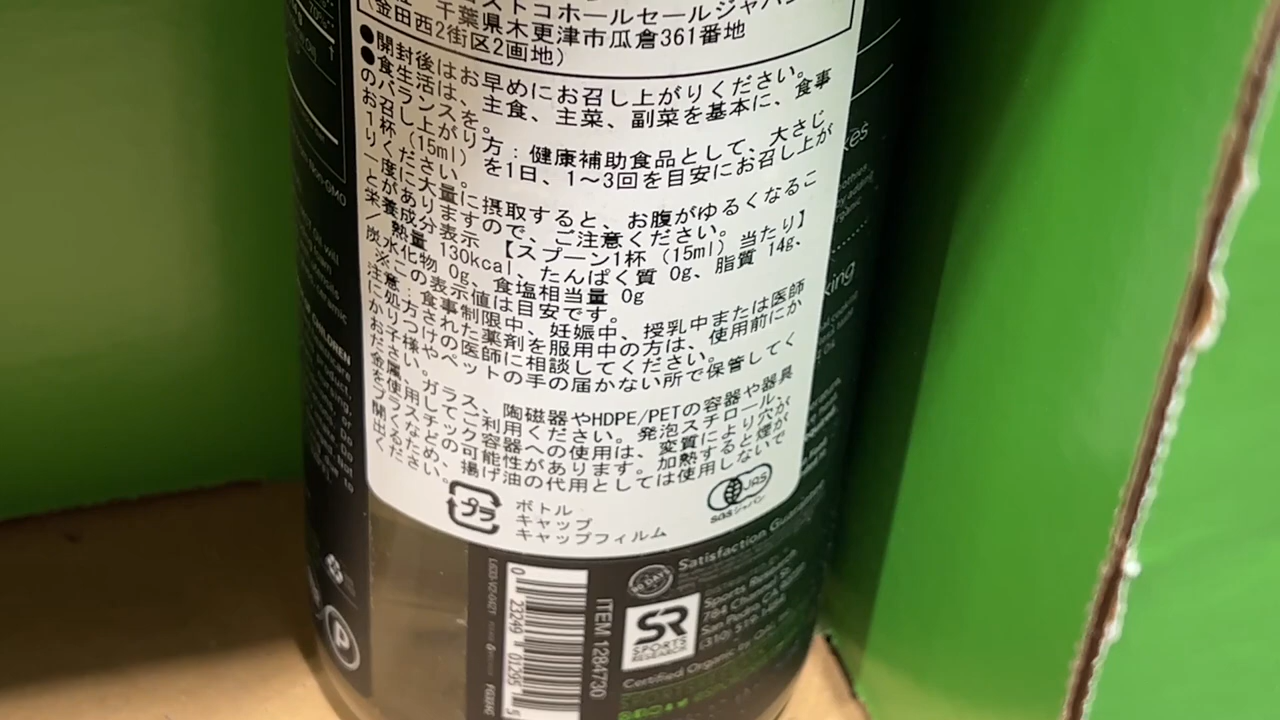 コストコホールセールジャパン
千葉県木更津市瓜倉361番地
(金田西2街区2画地)
●開封後はお早めにお召し上がりください。
●食生活は、主食、主菜、副菜を基本に、食事
のバランスを。
お召し上がり方:健康補助食品として、大さじ
1杯(15ml)を1日、1〜3回を目安にお召し上が
りください。
一度に大量に摂取すると、お腹がゆるくなるこ
とがありますので、ご注意ください。
栄養成分表示【スプーン1杯(15ml)当たり】
/熱量 130kcal、たんぱく質 0g、脂質 14g、
炭水化物 0g、食塩相当量 0g
※この表示値は目安です。
注意:食事制限中、妊娠中、授乳中または医師
に処方された薬剤を服用中の方は、使用前にか
かりつけの医師に相談してください。
お子様やペットの手の届かない所で保管してく
ださい。
金属、ガラス、陶磁器やHDPE/PETの容器や器具
を使用してご利用ください。発泡スチロール、
プラスチック容器への使用は、変質により穴が
開くなどの可能性があります。加熱すると煙が
出るため、揚げ油の代用としては使用しないで
ください。
プラ
ボトル
キャップ
キャップフィルム
JAS
SGSジャパン
Satisfaction
ITEM 1284730
0 23249 01295 5
SR
SPORTS
RESEARCH
Sports
San Pedro
(310) 519
Certified Organic
P
NON-GMO
CHILDREN